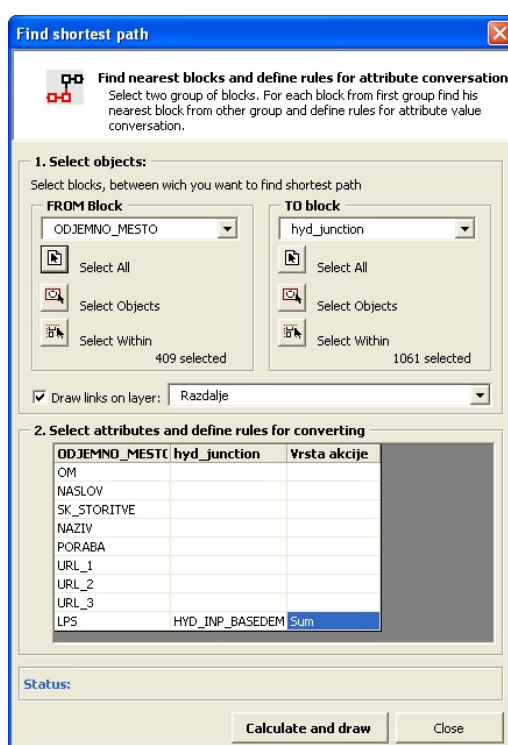 Find shortest path
Find nearest blocks and define rules for attribute conversation
Select two group of blocks. For each block from first group find his
nearest block from other group and define rules for attribute value
conversation.
1. Select objects:
Select blocks, between wich you want to find shortest path
FROM Block
TO block
ODJEMNO_MESTO
hyd_junction
Select All
Select All
Select Objects
Select Objects
Select Within
Select Within
409 selected
1061 selected
Draw links on layer: Razdalje
2. Select attributes and define rules for converting
ODJEMNO_MEST( hyd_junction Vrsta akcije
OM
NASLOV
SK_STORITVE
NAZIV
PORABA
URL_1
URL_2
URL_3
LPS HYD_INP_BASEDEM Sum
Status:
Calculate and draw Close